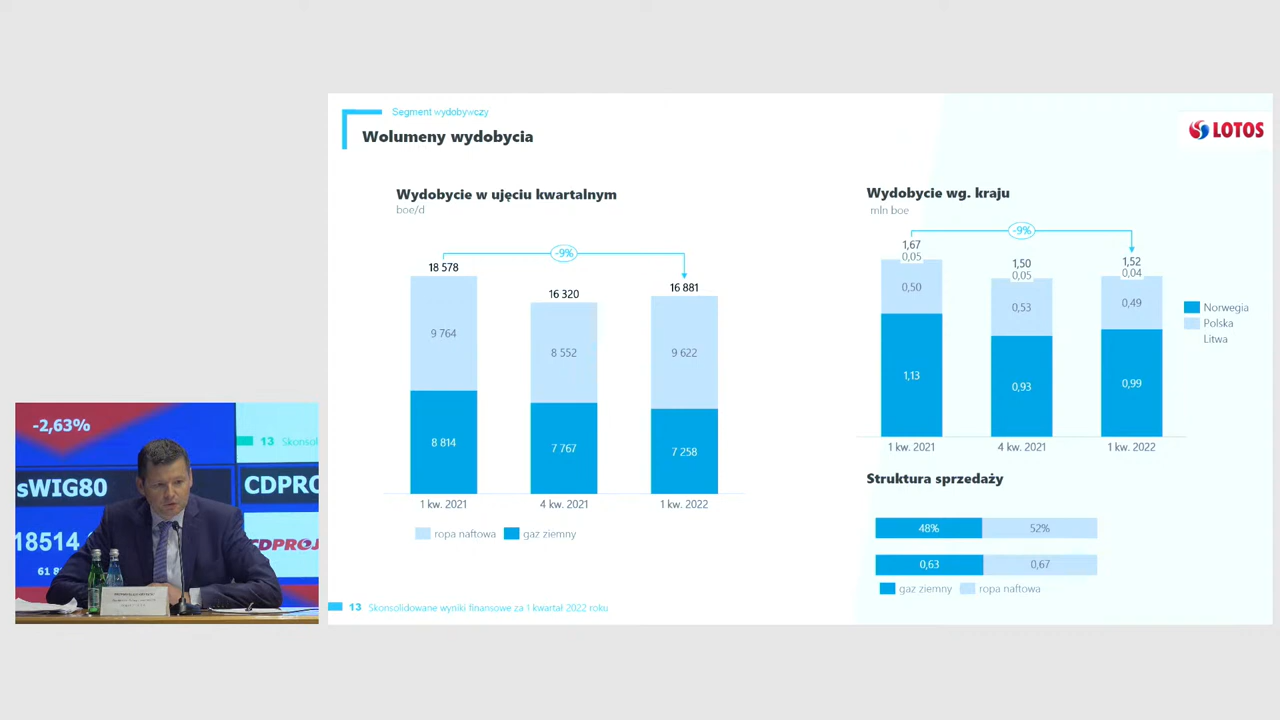 Segment wydobywczy
Wolumeny wydobycia
LOTOS
Wydobycie w ujęciu kwartalnym
boe/d
-9%
18 578
16 320
16 881
9 764
8 552
9 622
8 814
7 767
7 258
1 kw. 2021
4 kw. 2021
1 kw. 2022
ropa naftowa
gaz ziemny
Wydobycie wg. kraju
mln boe
-9%
1,67
0,05
1,50
0,05
1,52
0,04
0,50
0,53
0,49
1,13
0,93
0,99
1 kw. 2021
4 kw. 2021
1 kw. 2022
Norwegia
Polska
Litwa
Struktura sprzedaży
48%
52%
0,63
0,67
gaz ziemny
ropa naftowa
13 Skonsolidowane wyniki finansowe za 1 kwartał 2022 roku
-2,63%
13 Skonsol
sWIG80
CDPRO
18514
CDPROJ
61 8